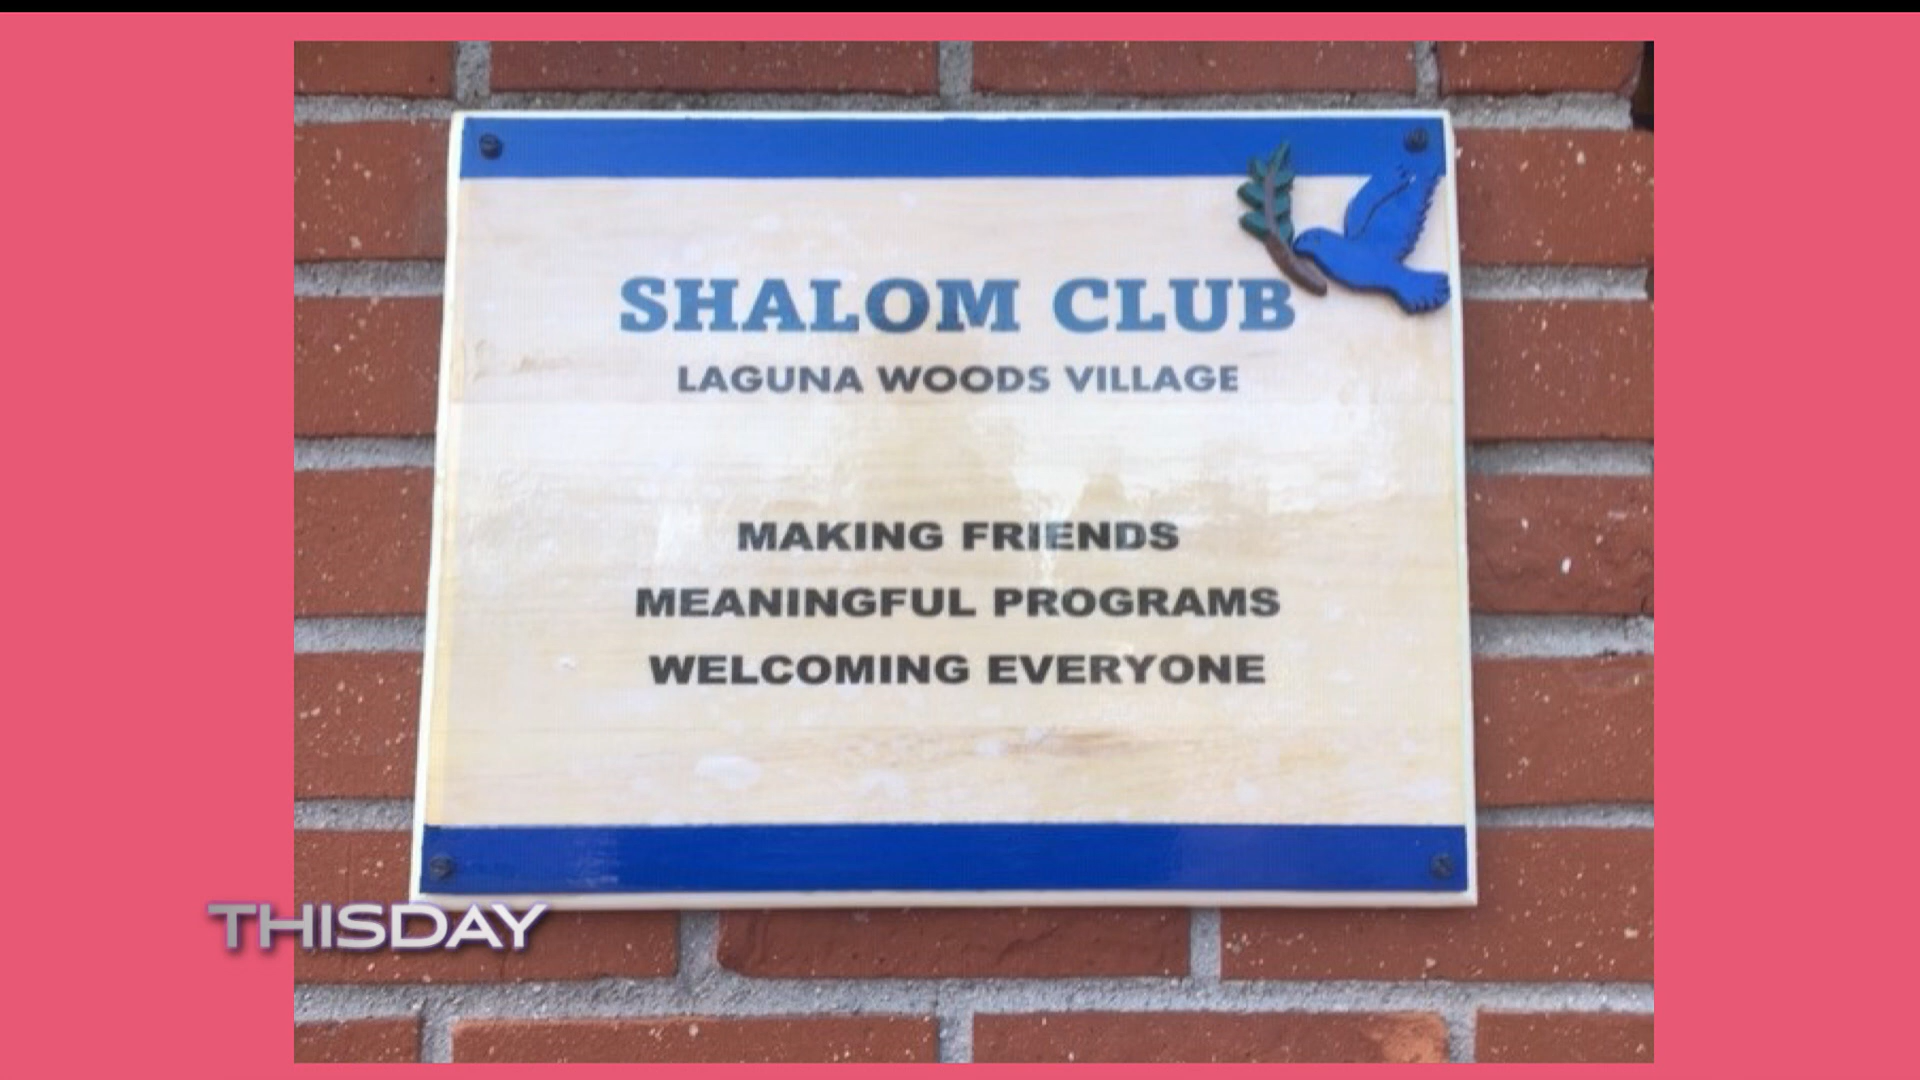 SHALOM CLUB
LAGUNA WOODS VILLAGE
MAKING FRIENDS
MEANINGFUL PROGRAMS
WELCOMING EVERYONE
THISDAY